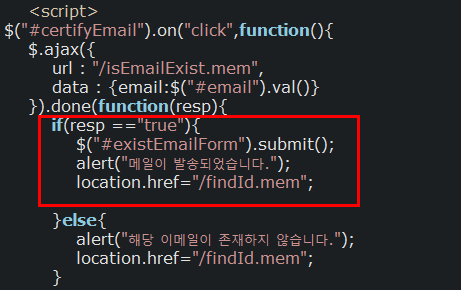 <script>
$("#certifyEmail").on("click",function(){
$.ajax({
url : "/isEmailExist.mem",
data : {email:$("#email").val()}
}).done(function(resp){
if(resp =="true"){
$("#existEmailForm").submit();
alert("메일이 발송되었습니다.");
location.href="/findId.mem";
}else{
alert("해당 이메일이 존재하지 않습니다.");
location.href="/findId.mem";
}